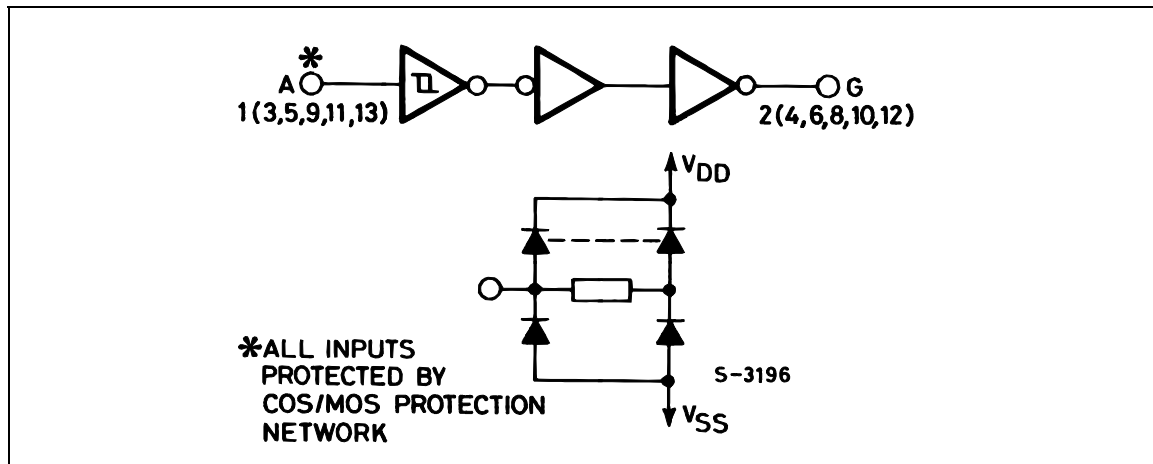 A
*
G
1(3,5,9,11,13)
2(4,6,8,10,12)
VDD
*ALL INPUTS
PROTECTED BY
COS/MOS PROTECTION
NETWORK
S-3196
VSS